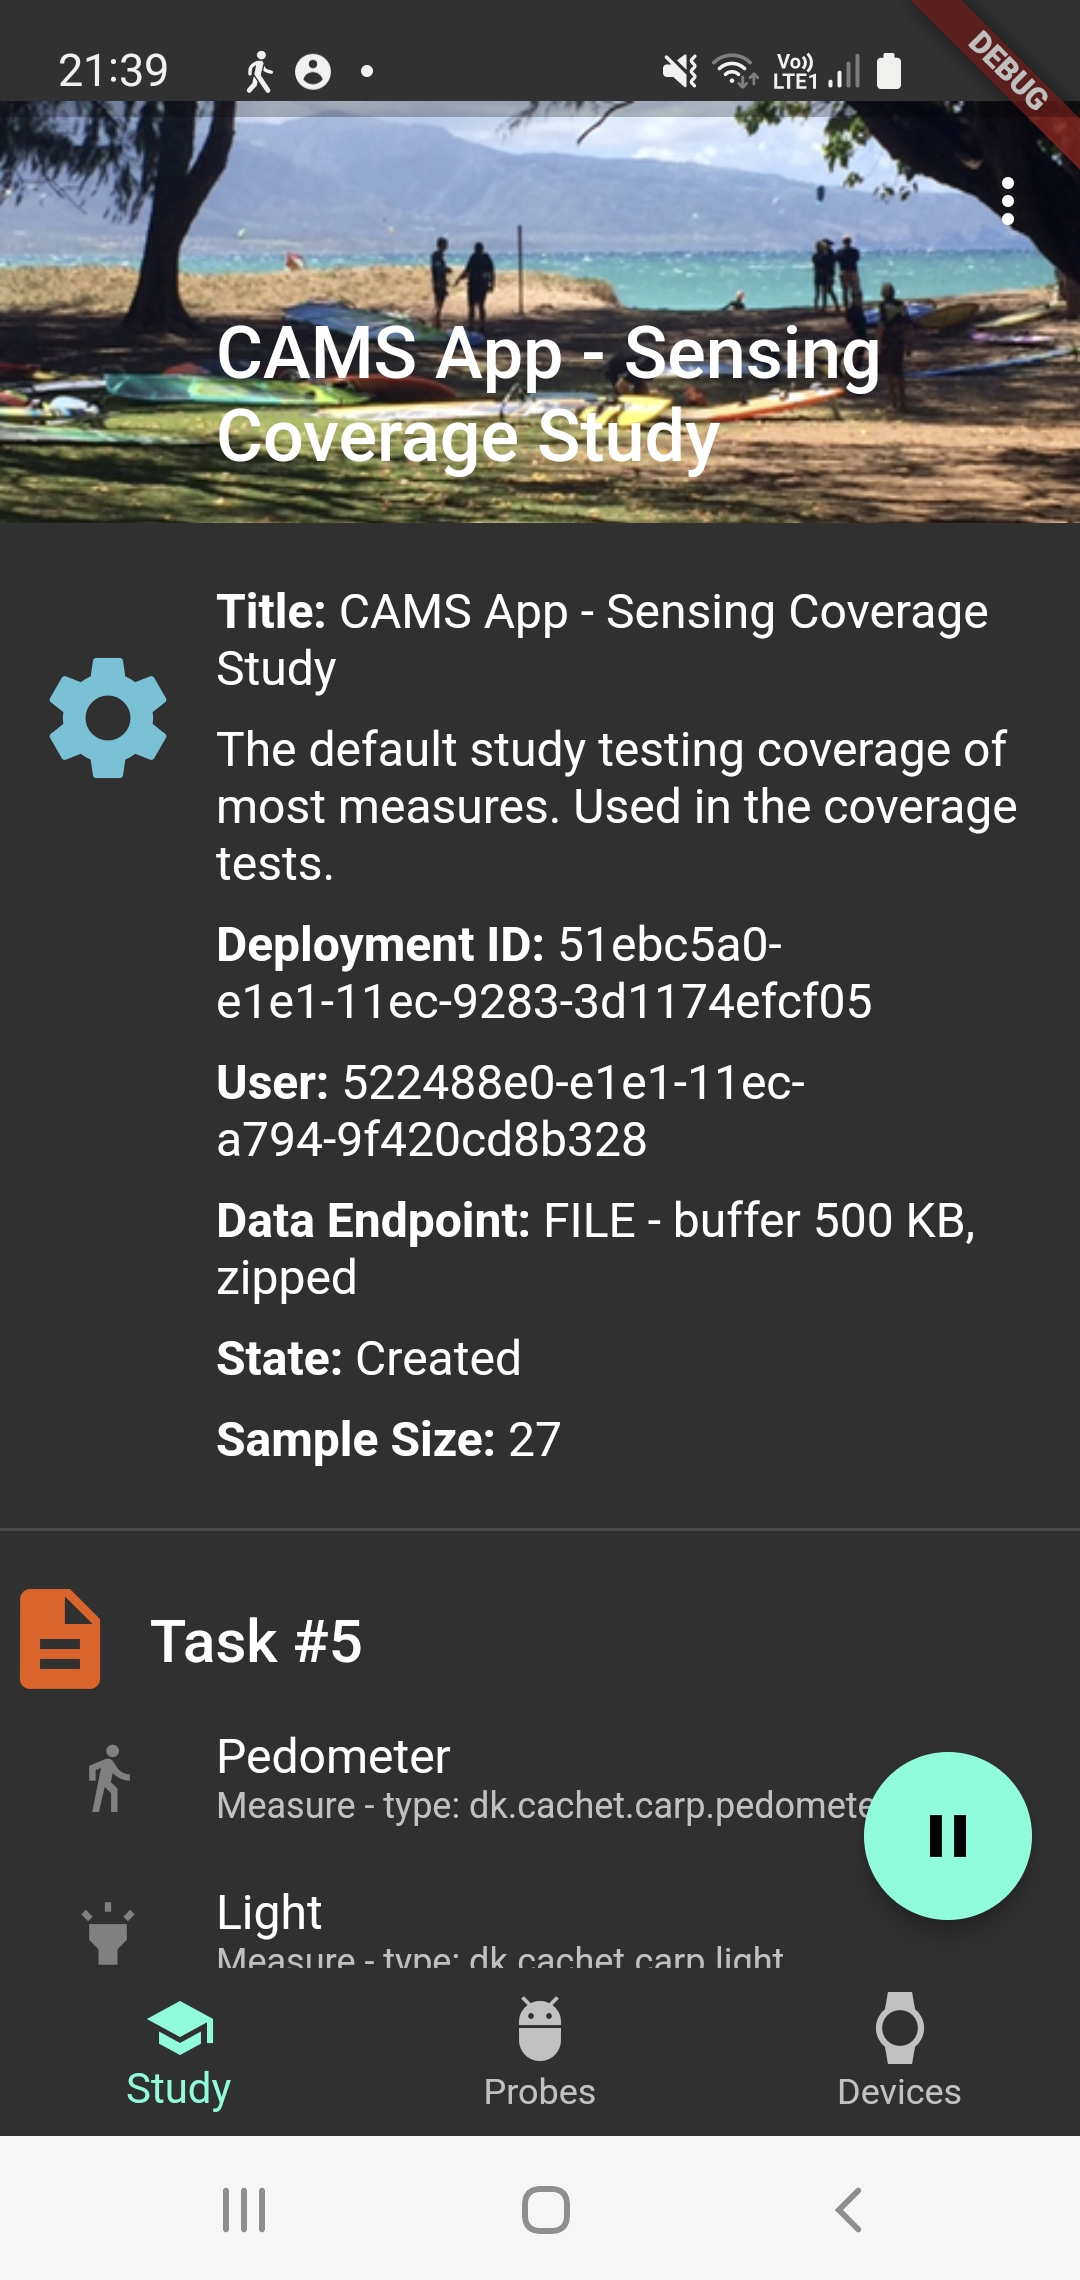 21:39
Vo))
LTE1
DEBUG
CAMS App - Sensing
Coverage Study
Title: CAMS App - Sensing Coverage
Study
The default study testing coverage of
most measures. Used in the coverage
tests.
Deployment ID: 51ebc5a0-
e1e1-11ec-9283-3d1174efcf05
User: 522488e0-e1e1-11ec-
a794-9f420cd8b328
Data Endpoint: FILE - buffer 500 KB,
zipped
State: Created
Sample Size: 27
Task #5
Pedometer
Measure - type: dk.cachet.carp.pedomete
Light
Measure - type: dk.cachet.carp.light
Study
Probes
Devices